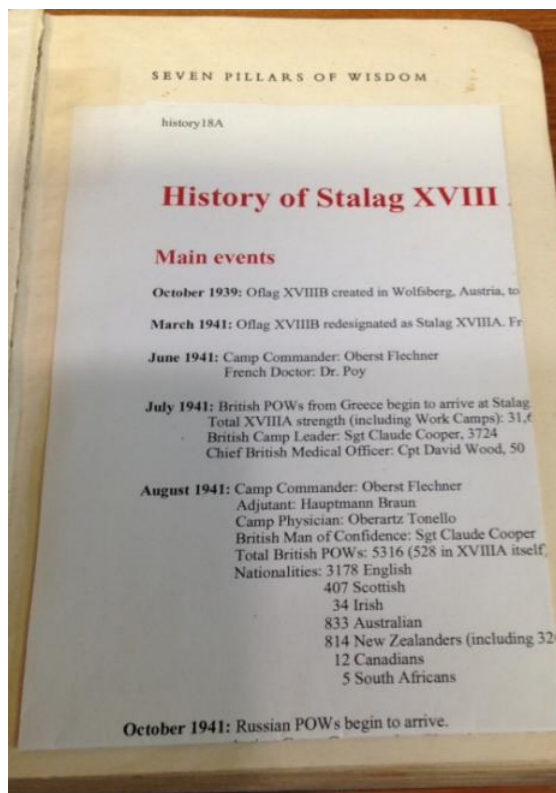 SEVEN PILLARS OF WISDOM
history18A
History of Stalag XVIII
Main events
October 1939: Oflag XVIIIB created in Wolfsberg, Austria, to
March 1941: Oflag XVIIIB redesignated as Stalag XVIIIA. Fr
June 1941: Camp Commander: Oberst Flechner
French Doctor: Dr. Poy
July 1941: British POWs from Greece begin to arrive at Stalag
Total XVIIIA strength (including Work Camps): 31,6
British Camp Leader: Sgt Claude Cooper, 3724
Chief British Medical Officer: Cpt David Wood, 50
August 1941: Camp Commander: Oberst Flechner
Adjutant: Hauptmann Braun
Camp Physician: Oberartz Tonello
British Man of Confidence: Sgt Claude Cooper
Total British POWs: 5316 (528 in XVIIIA itself
Nationalities: 3178 English
407 Scottish
34 Irish
833 Australian
814 New Zealanders (including 32
12 Canadians
5 South Africans
October 1941: Russian POWs begin to arrive.